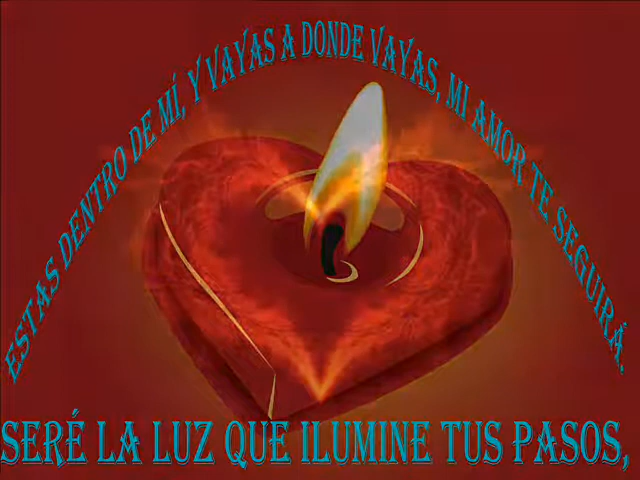 ESTAS DENTRO DE MÍ, Y VAYAS A DONDE VAYAS, MI AMOR TE SEGUIRÁ.
SERÉ LA LUZ QUE ILUMINE TUS PASOS,